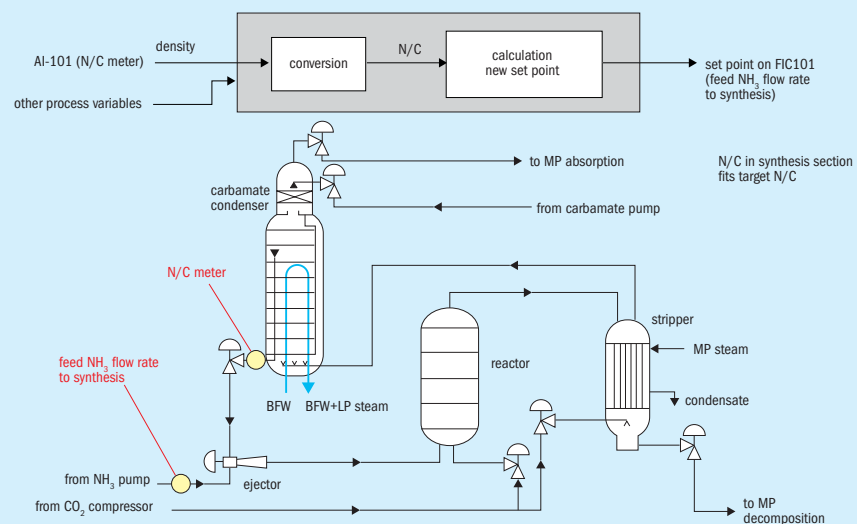 density
N/C
AI-101 (N/C meter)
conversion
calculation
new set point
set point on FIC101
(feed NH₃ flow rate
to synthesis)
other process variables
to MP absorption
N/C in synthesis section
fits target N/C
carbamate
condenser
from carbamate pump
N/C meter
stripper
feed NH₃ flow rate
to synthesis
reactor
MP steam
condensate
BFW
BFW+LP steam
from NH₃ pump
ejector
from CO₂ compressor
to MP
decomposition